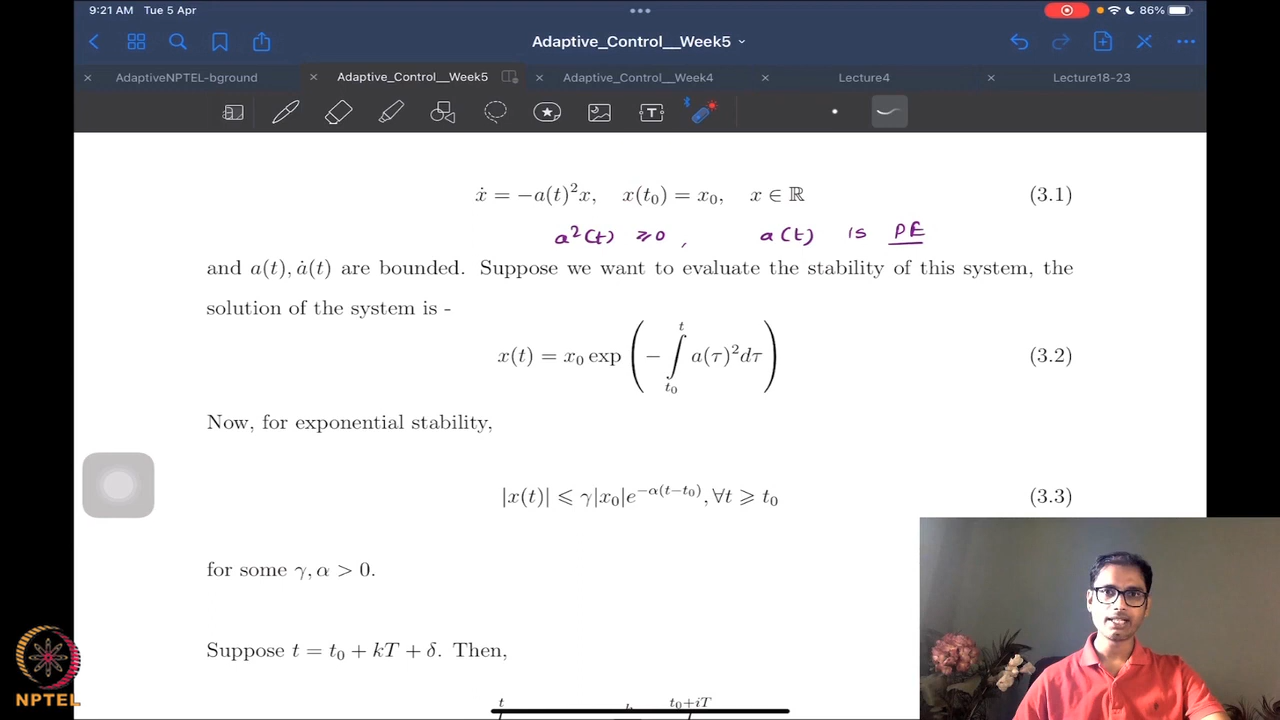 9:21 AM Tue 5 Apr
86%
Adaptive_Control__Week5
AdaptiveNPTEL-bground
Adaptive_Control__Week5
Adaptive_Control__Week4
Lecture4
Lecture18-23
ẋ = −a(t)²x, x(t₀) = x₀, x ∈ ℝ (3.1)
a²(t) ≥ 0, a(t) is PE
and a(t), ȧ(t) are bounded. Suppose we want to evaluate the stability of this system, the
solution of the system is -
x(t) = x₀ exp ( − ∫_{t₀}^{t} a(τ)²dτ ) (3.2)
Now, for exponential stability,
|x(t)| ⩽ γ|x₀|e^{−α(t−t₀)}, ∀t ⩾ t₀ (3.3)
for some γ, α > 0.
Suppose t = t₀ + kT + δ. Then,
t t₀+iT
NPTEL